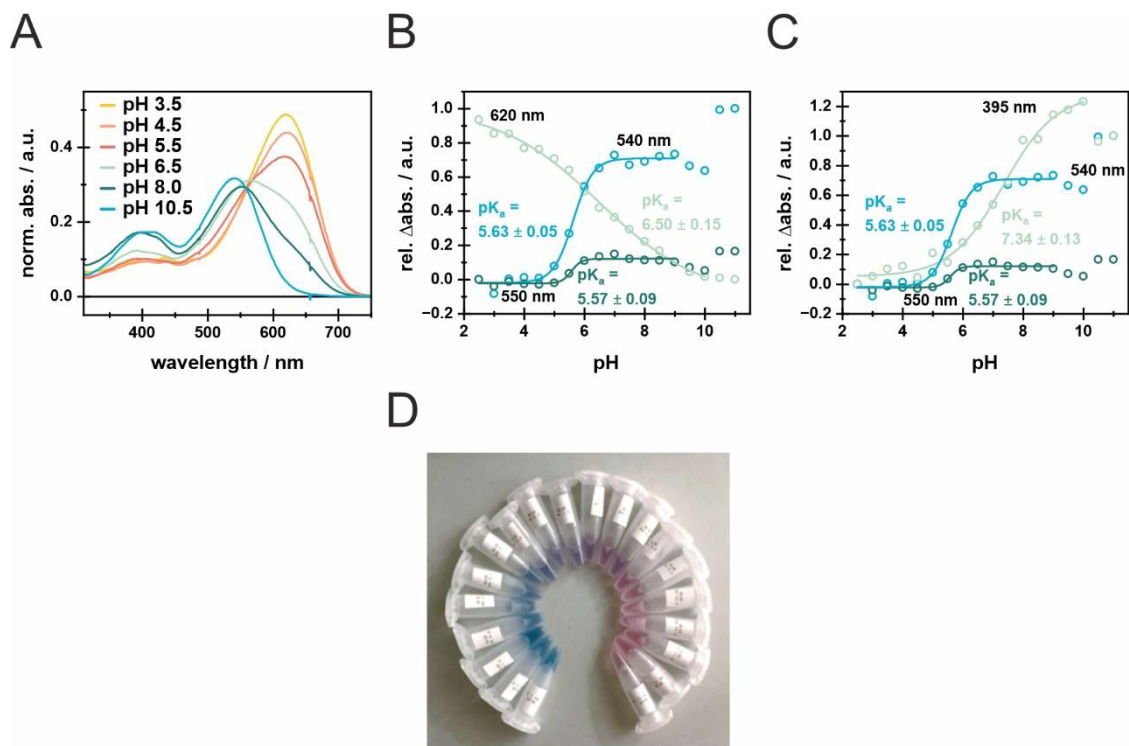 A
B
C
pH 3.5
pH 4.5
pH 5.5
pH 6.5
pH 8.0
pH 10.5
norm. abs. / a.u.
0.4
0.2
0.0
400
500
600
700
wavelength / nm
620 nm
540 nm
pKa =
5.63 ± 0.05
pKa =
6.50 ± 0.15
pKa =
5.57 ± 0.09
550 nm
rel. Δabs. / a.u.
1.0
0.8
0.6
0.4
0.2
0.0
−0.2
2
4
6
8
10
pH
395 nm
540 nm
pKa =
5.63 ± 0.05
pKa =
7.34 ± 0.13
pKa =
5.57 ± 0.09
550 nm
rel. Δabs. / a.u.
1.2
1.0
0.8
0.6
0.4
0.2
0.0
−0.2
2
4
6
8
10
pH
D